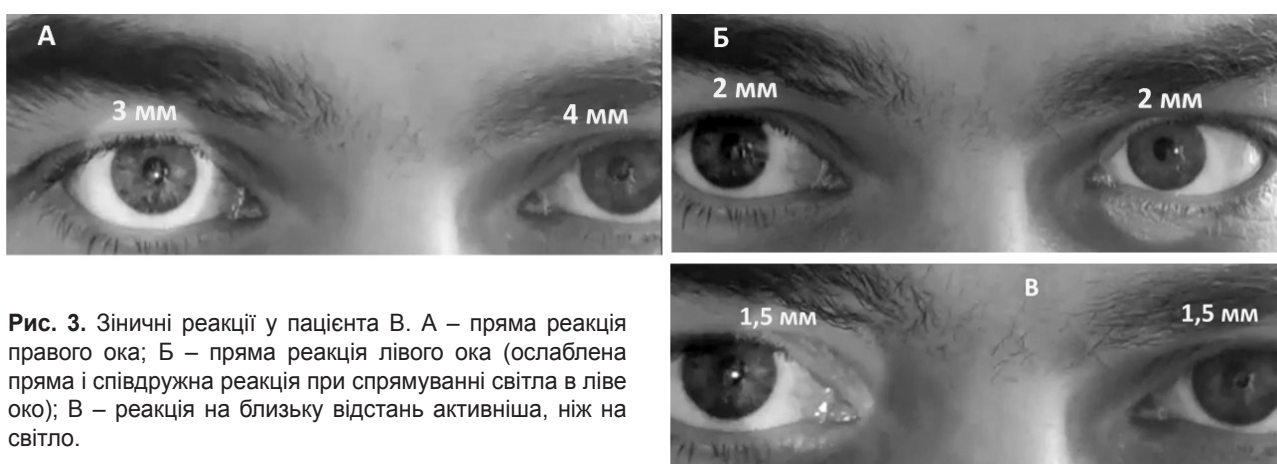 А
3 мм
4 мм
Б
2 мм
2 мм
В
1,5 мм
1,5 мм
Рис. 3. Зіничні реакції у пацієнта В. А – пряма реакція
правого ока; Б – пряма реакція лівого ока (ослаблена
пряма і співдружна реакція при спрямуванні світла в ліве
око); В – реакція на близьку відстань активніша, ніж на
світло.